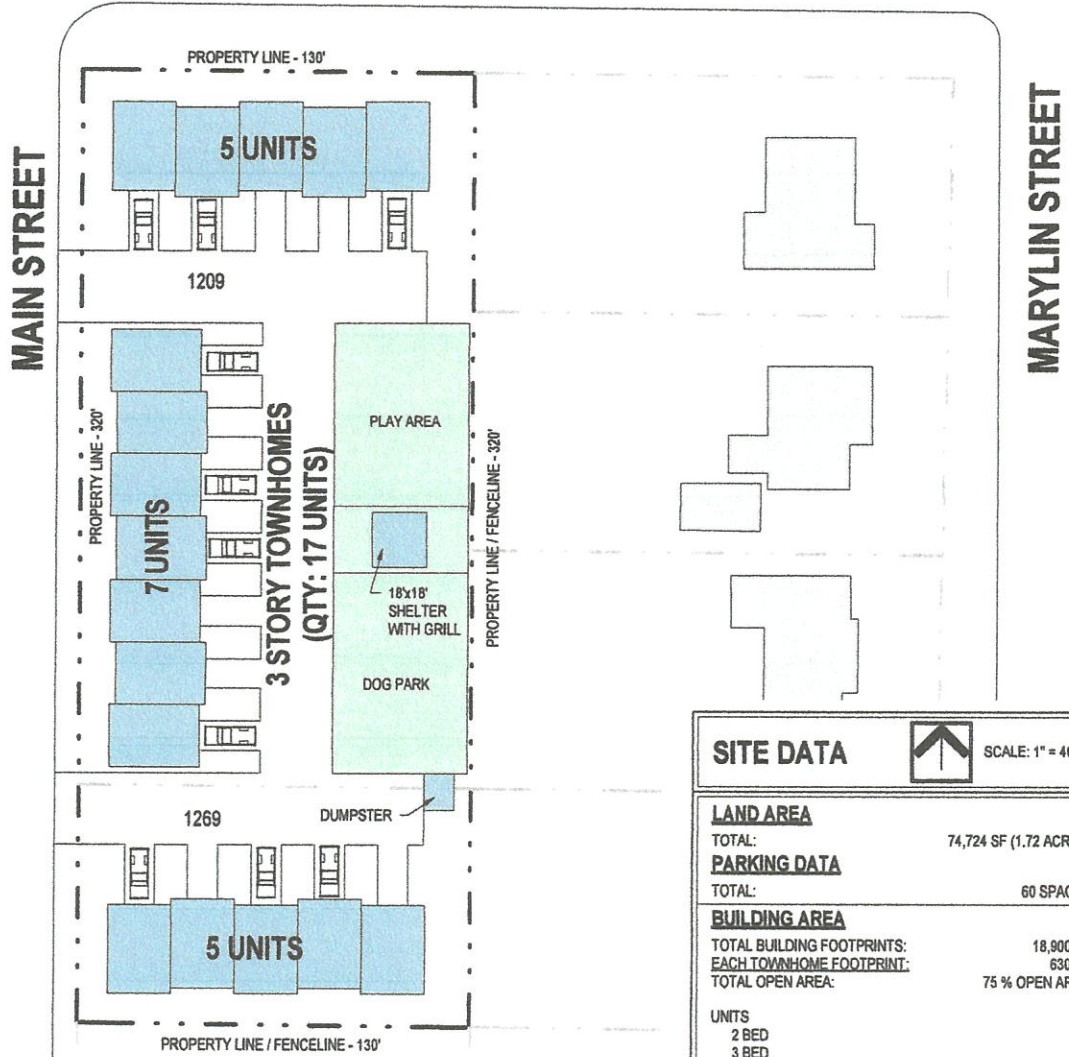 PROPERTY LINE - 130'
MAIN STREET
MARYLIN STREET
5 UNITS
1209
PROPERTY LINE - 320'
7 UNITS
3 STORY TOWNHOMES
(QTY: 17 UNITS)
PLAY AREA
18'x18'
SHELTER
WITH GRILL
DOG PARK
PROPERTY LINE / FENCELINE - 320'
1269
DUMPSTER
5 UNITS
PROPERTY LINE / FENCELINE - 130'
SITE DATA
SCALE: 1" = 4
LAND AREA
TOTAL: 74,724 SF (1.72 ACR
PARKING DATA
TOTAL: 60 SPAC
BUILDING AREA
TOTAL BUILDING FOOTPRINTS: 18,900
EACH TOWNHOME FOOTPRINT: 630
TOTAL OPEN AREA: 75 % OPEN AR
UNITS
2 BED
3 BED